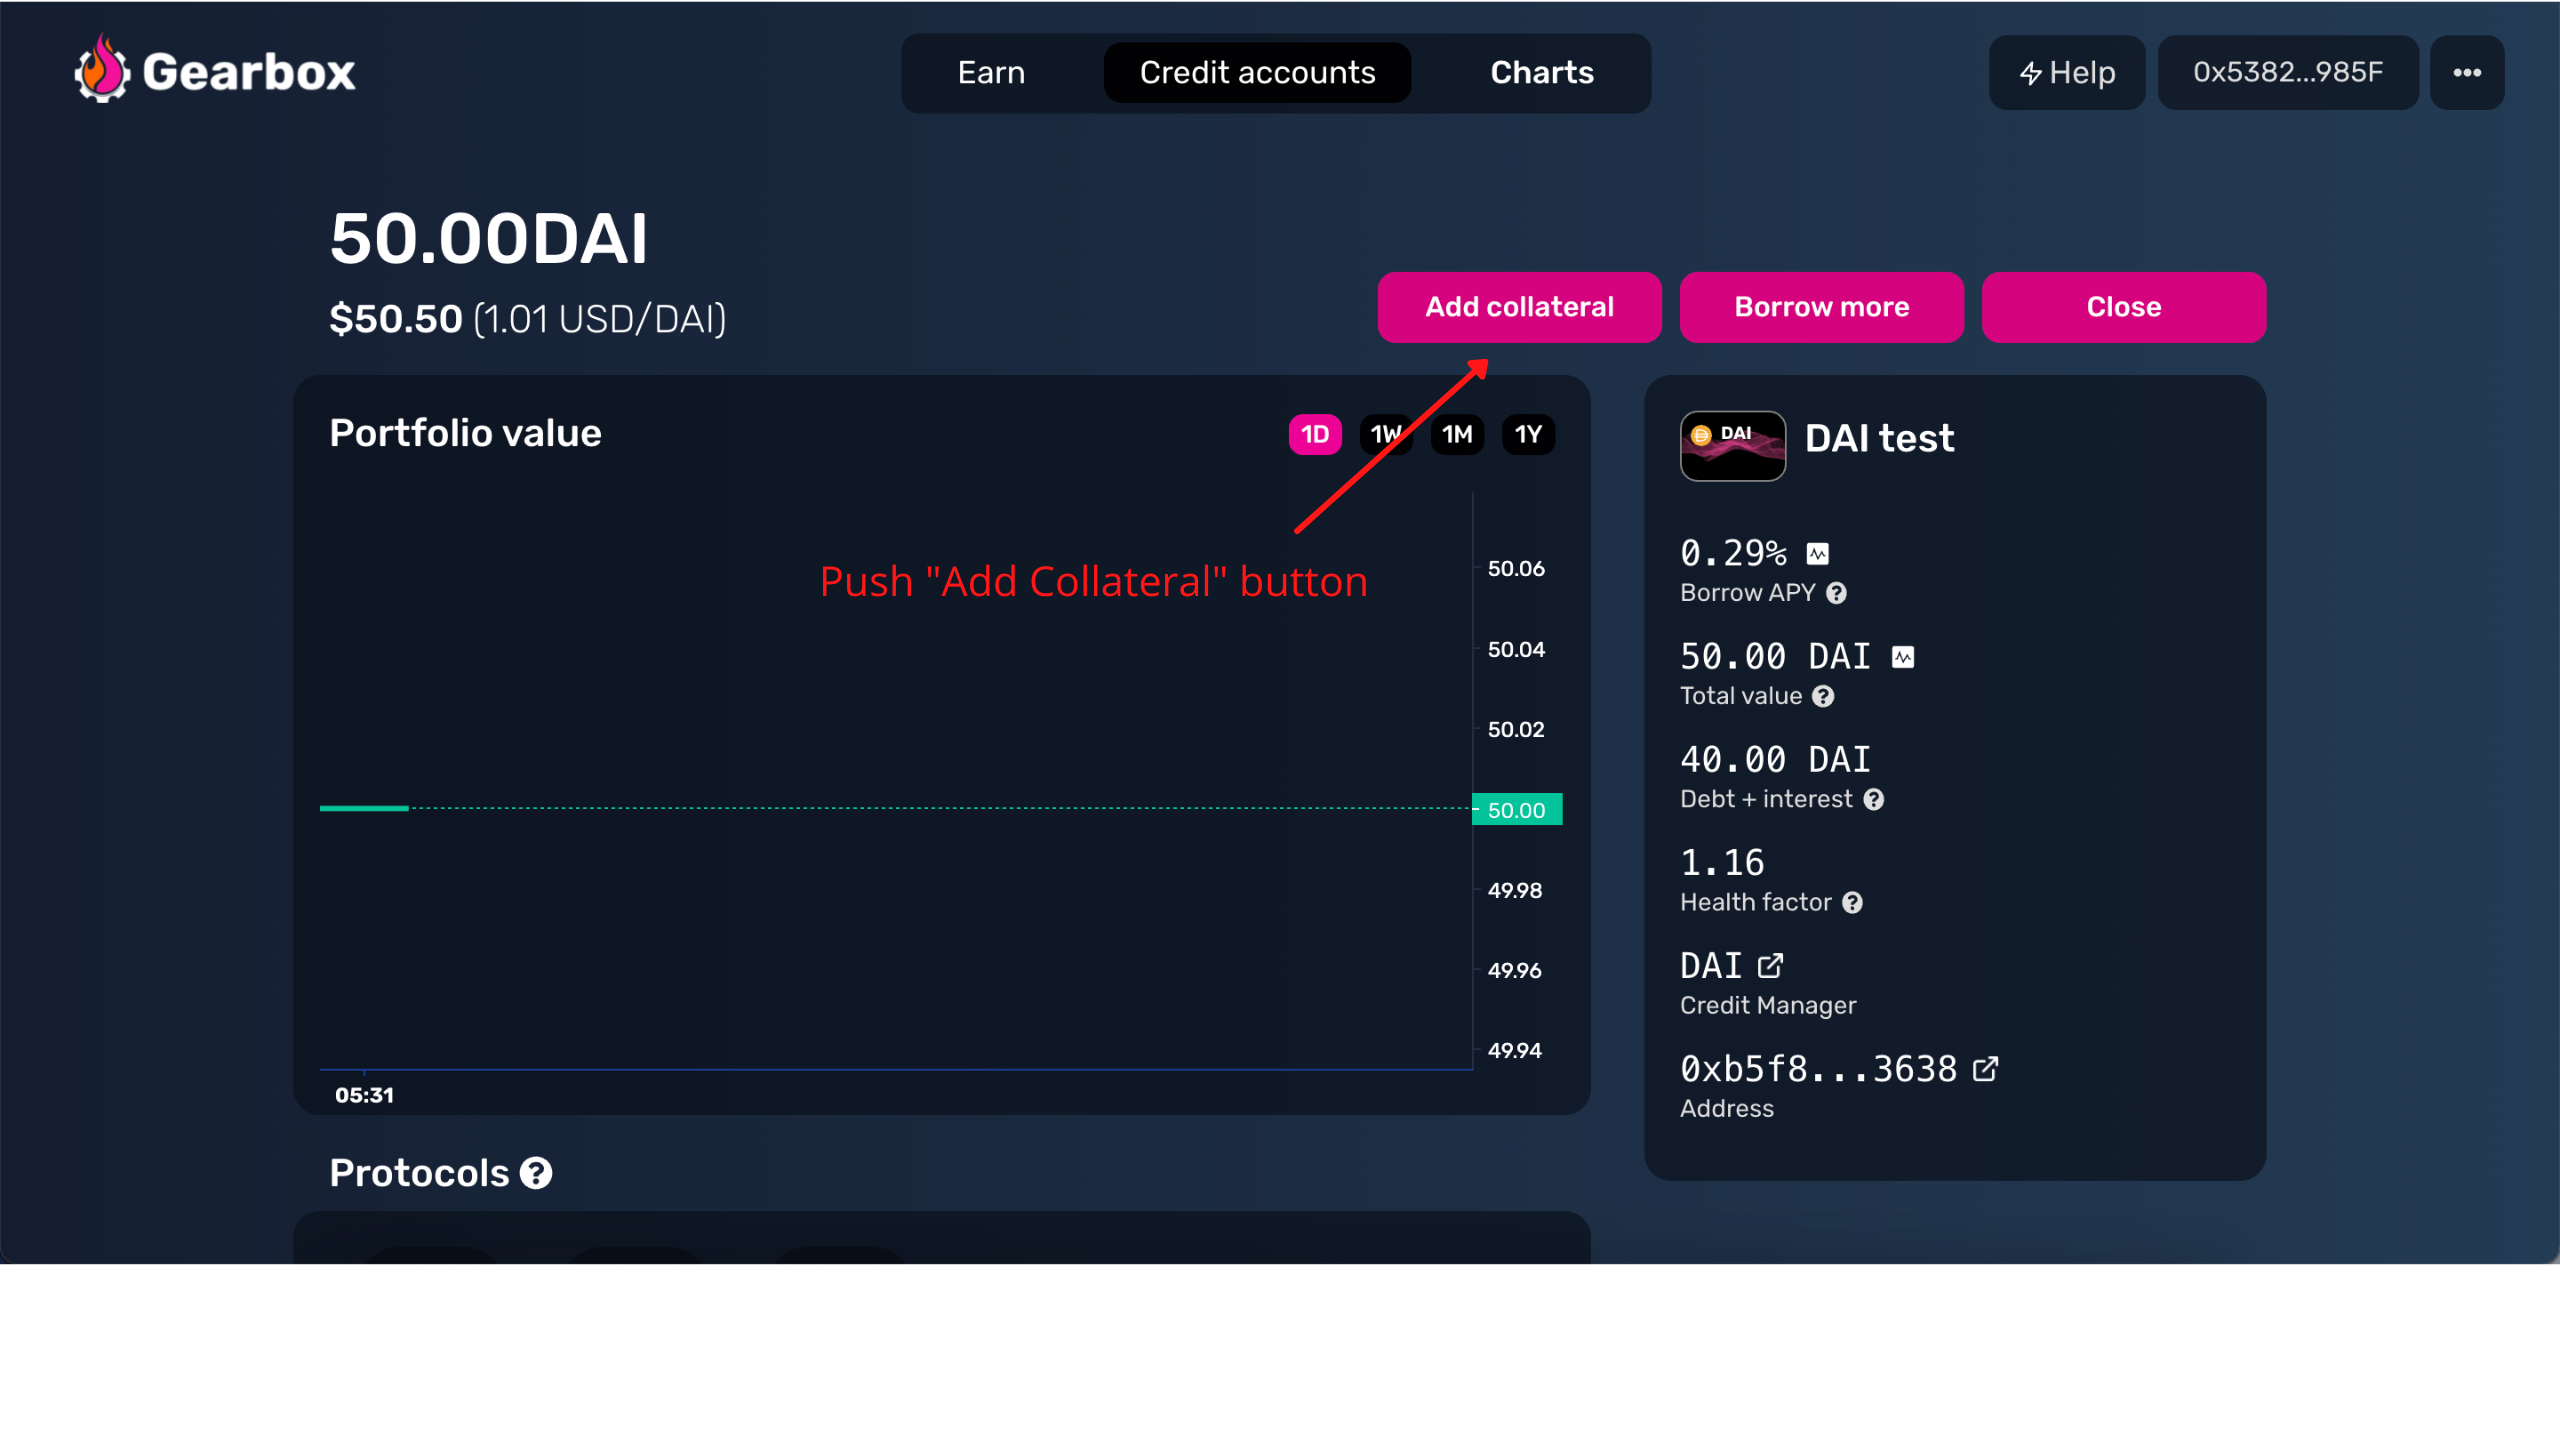 Gearbox
Earn
Credit accounts
Charts
Help
0x5382...985F
50.00DAI
$50.50 (1.01 USD/DAI)
Add collateral
Borrow more
Close
Portfolio value
1D
1W
1M
1Y
Push "Add Collateral" button
50.06
50.04
50.02
50.00
49.98
49.96
49.94
05:31
DAI
DAI test
0.29%
Borrow APY
50.00 DAI
Total value
40.00 DAI
Debt + interest
1.16
Health factor
DAI
Credit Manager
0xb5f8...3638
Address
Protocols